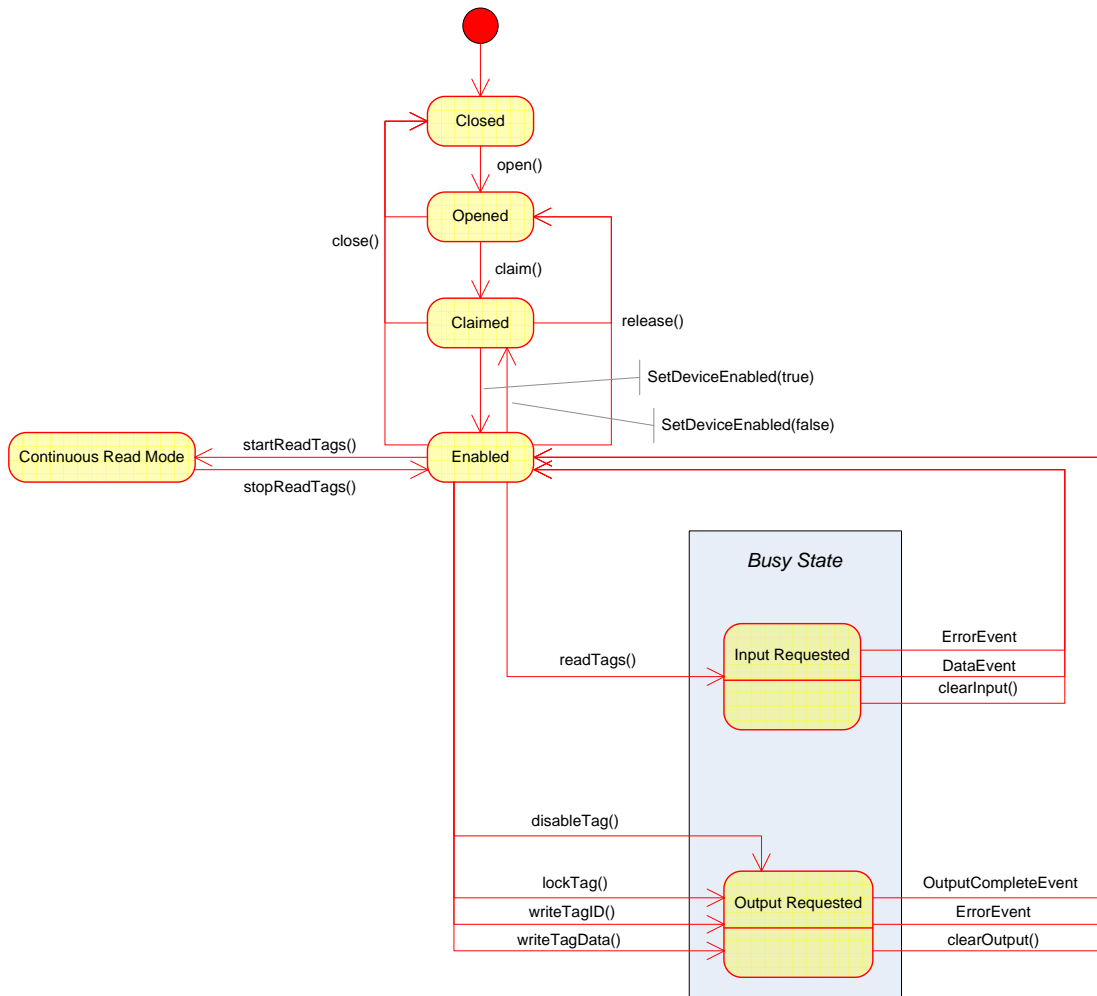 Closed
open()
Opened
close()
claim()
Claimed
release()
SetDeviceEnabled(true)
SetDeviceEnabled(false)
startReadTags()
Continuous Read Mode
Enabled
stopReadTags()
Busy State
ErrorEvent
Input Requested
readTags()
DataEvent
clearInput()
disableTag()
lockTag()
OutputCompleteEvent
Output Requested
writeTagID()
ErrorEvent
writeTagData()
clearOutput()